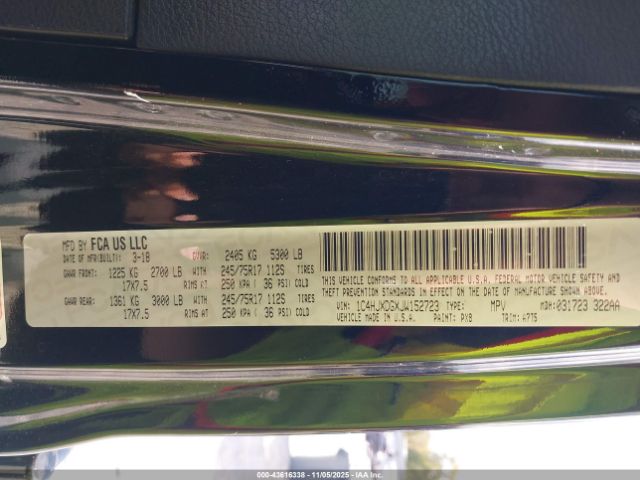 MFD BY FCA US LLC
DATE OF MFR(BUILT): 3-18 GVWR: 2405 KG 5300 LB
GAWR FRONT: 1225 KG 2700 LB WITH 245/75R17 112S TIRES
17X7.5 RIMS AT 250 KPA ( 36 PSI) COLD
GAWR REAR: 1361 KG 3000 LB WITH 245/75R17 112S TIRES
17X7.5 RIMS AT 250 KPA ( 36 PSI) COLD
THIS VEHICLE CONFORMS TO ALL APPLICABLE U.S.A. FEDERAL MOTOR VEHICLE SAFETY
AND THEFT PREVENTION STANDARDS IN EFFECT ON THE DATE OF MANUFACTURE SHOWN ABOVE.
VIN: 1C4HJXDGXJW152723 TYPE: MPV MDH: 031723 322AA
VEHICLE MADE IN U.S.A. PAINT: PX8 TRIM: A7T5
000-43616338 - 11/05/2025 - IAA Inc.